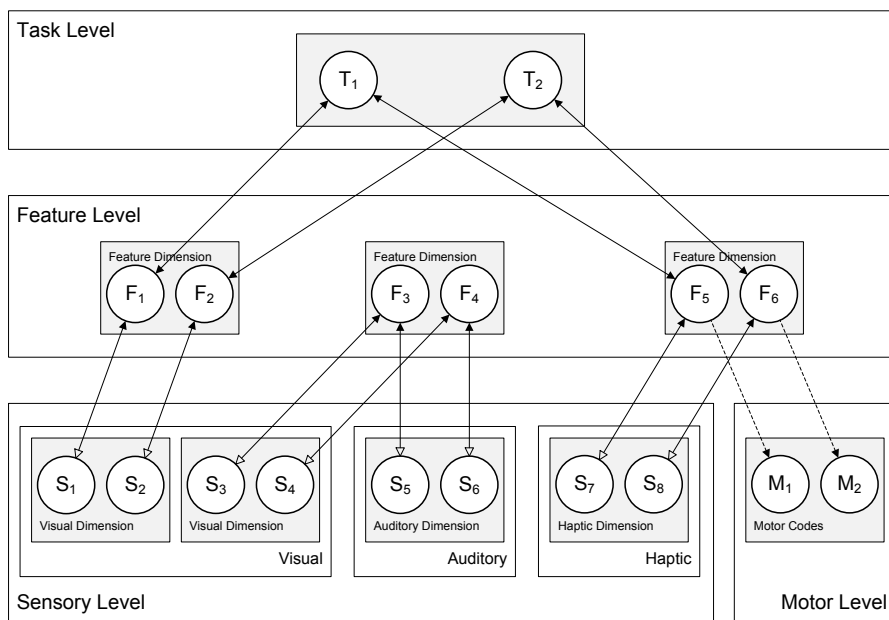 Task Level
T1 T2
Feature Level
Feature Dimension Feature Dimension Feature Dimension
F1 F2 F3 F4 F5 F6
S1 S2 S3 S4 S5 S6 S7 S8 M1 M2
Visual Dimension Visual Dimension Auditory Dimension Haptic Dimension Motor Codes
Visual Auditory Haptic
Sensory Level Motor Level